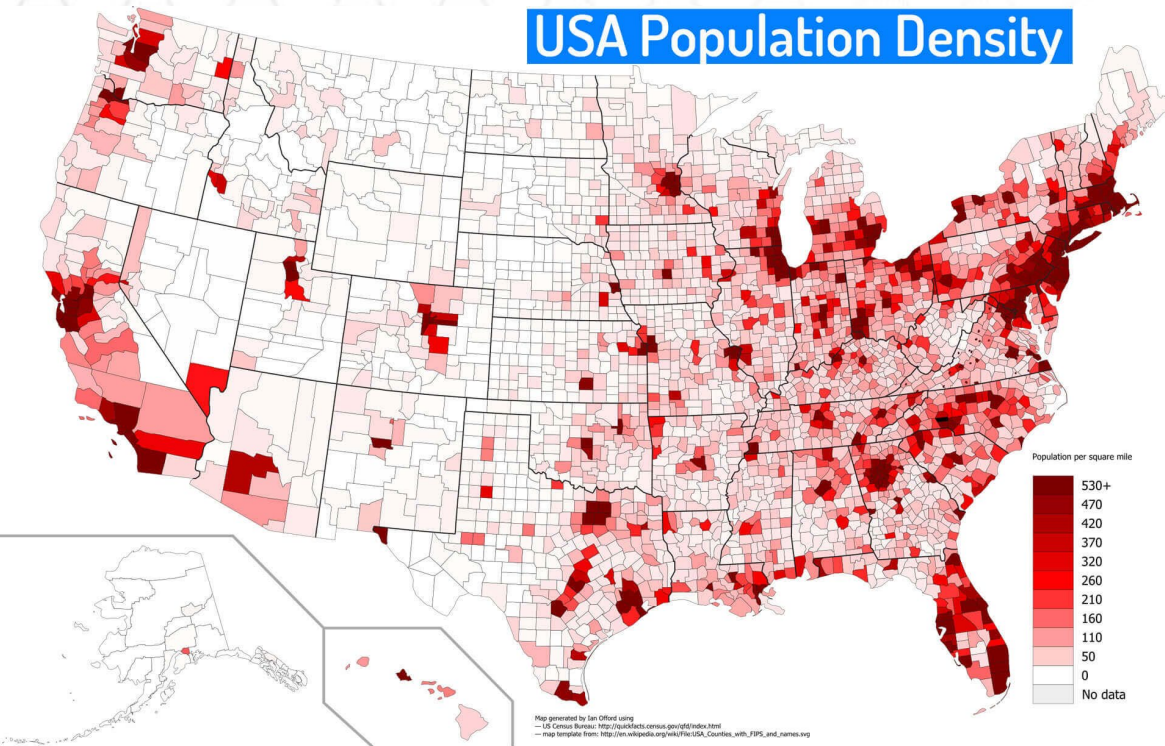 USA Population Density
Population per square mile
530+
470
420
370
320
260
210
160
110
50
0
No data
Map generated by Ian Offord using
— US Census Bureau: http://quickfacts.census.gov/qfd/index.html
— map template from: http://en.wikipedia.org/wiki/File:USA_Counties_with_FIPS_and_names.svg